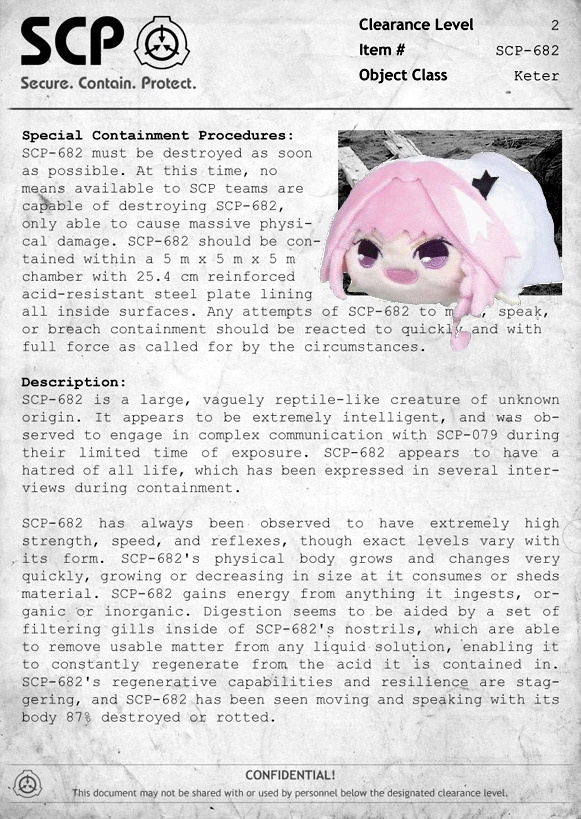 SCP
Secure. Contain. Protect.
Clearance Level 2
Item # SCP-682
Object Class Keter
Special Containment Procedures:
SCP-682 must be destroyed as soon
as possible. At this time, no
means available to SCP teams are
capable of destroying SCP-682,
only able to cause massive physi-
cal damage. SCP-682 should be con-
tained within a 5 m x 5 m x 5 m
chamber with 25.4 cm reinforced
acid-resistant steel plate lining
all inside surfaces. Any attempts of SCP-682 to speak,
or breach containment should be reacted to quickly and with
full force as called for by the circumstances.
Description:
SCP-682 is a large, vaguely reptile-like creature of unknown
origin. It appears to be extremely intelligent, and was ob-
served to engage in complex communication with SCP-079 during
their limited time of exposure. SCP-682 appears to have a
hatred of all life, which has been expressed in several inter-
views during containment.
SCP-682 has always been observed to have extremely high
strength, speed, and reflexes, though exact levels vary with
its form. SCP-682's physical body grows and changes very
quickly, growing or decreasing in size at it consumes or sheds
material. SCP-682 gains energy from anything it ingests, or-
ganic or inorganic. Digestion seems to be aided by a set of
filtering gills inside of SCP-682's nostrils, which are able
to remove usable matter from any liquid solution, enabling it
to constantly regenerate from the acid it is contained in.
SCP-682's regenerative capabilities and resilience are stag-
gering, and SCP-682 has been seen moving and speaking with its
body 87% destroyed or rotted.
CONFIDENTIAL!
This document may not be shared with or used by personnel below the designated clearance level.